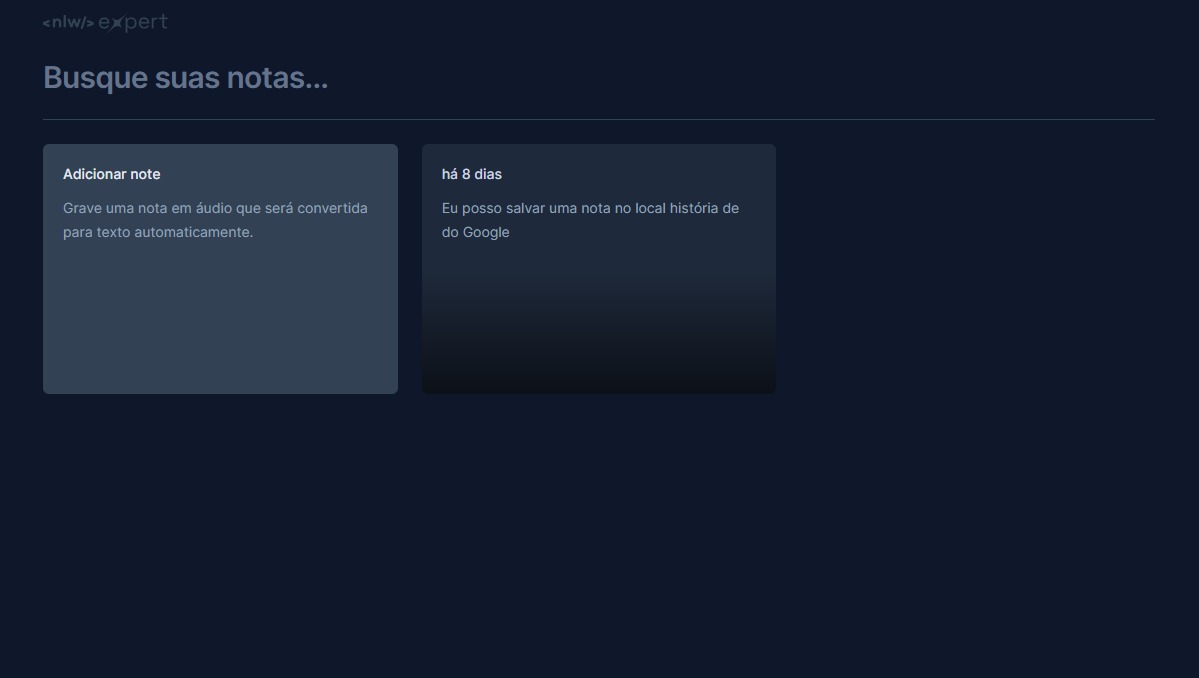 <nlw/> expert
Busque suas notas...
Adicionar note
Grave uma nota em áudio que será convertida
para texto automaticamente.
há 8 dias
Eu posso salvar uma nota no local história de
do Google